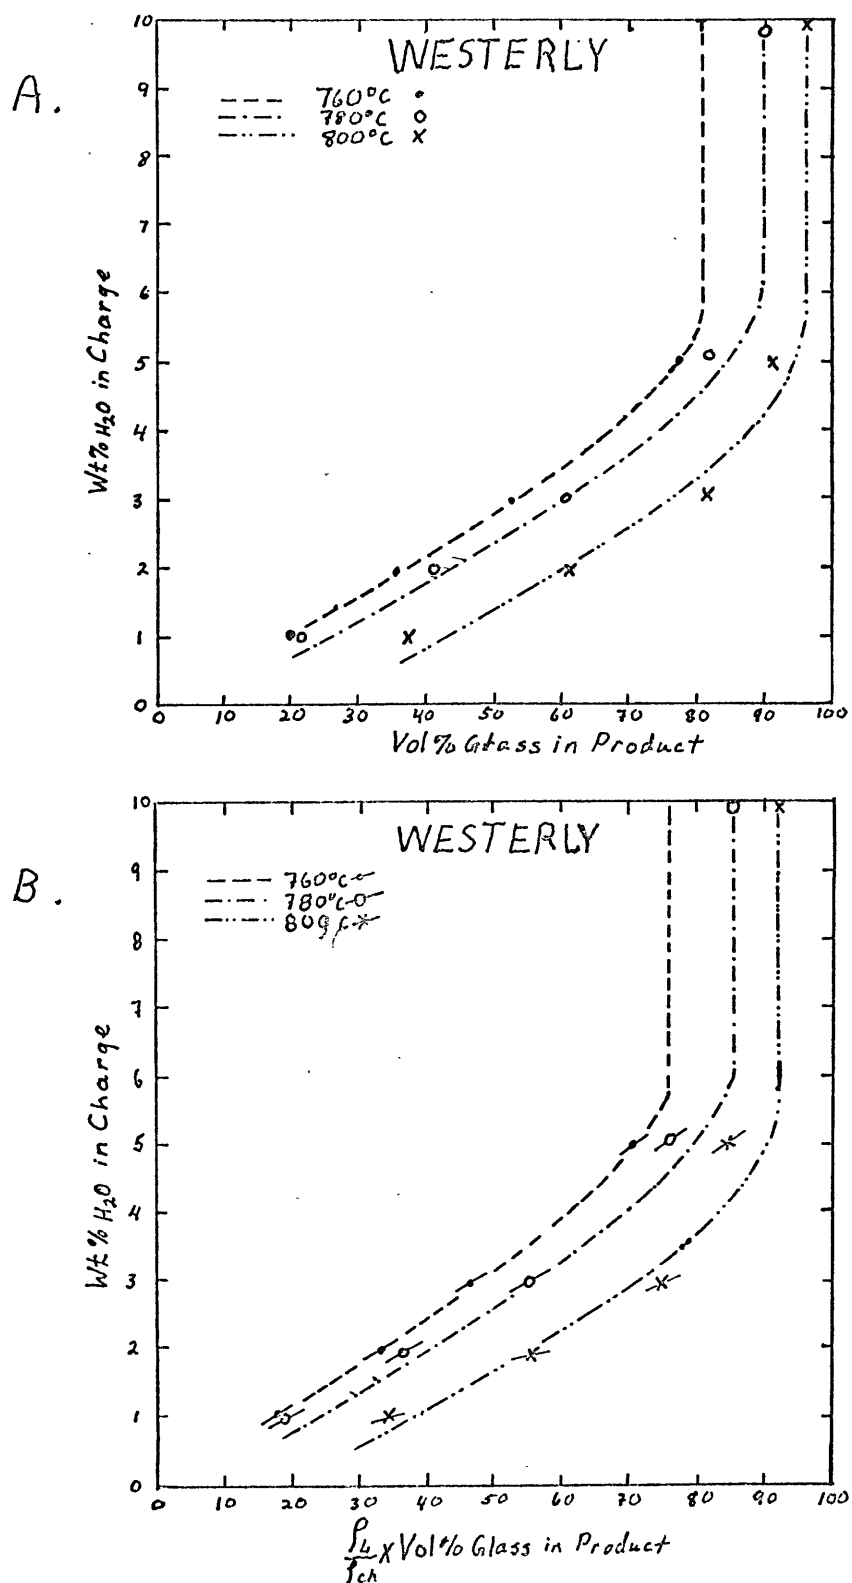 A.
WESTERLY
760°C
780°C
800°C
Wt% H₂O in Charge
10
9
8
7
6
5
4
3
2
1
0
0 10 20 30 40 50 60 70 80 90 100
Vol% Glass in Product
B.
WESTERLY
760°C
780°C
800°C
Wt% H₂O in Charge
10
9
8
7
6
5
4
3
2
1
0
0 10 20 30 40 50 60 70 80 90 100
ρL/ρch x Vol% Glass in Product